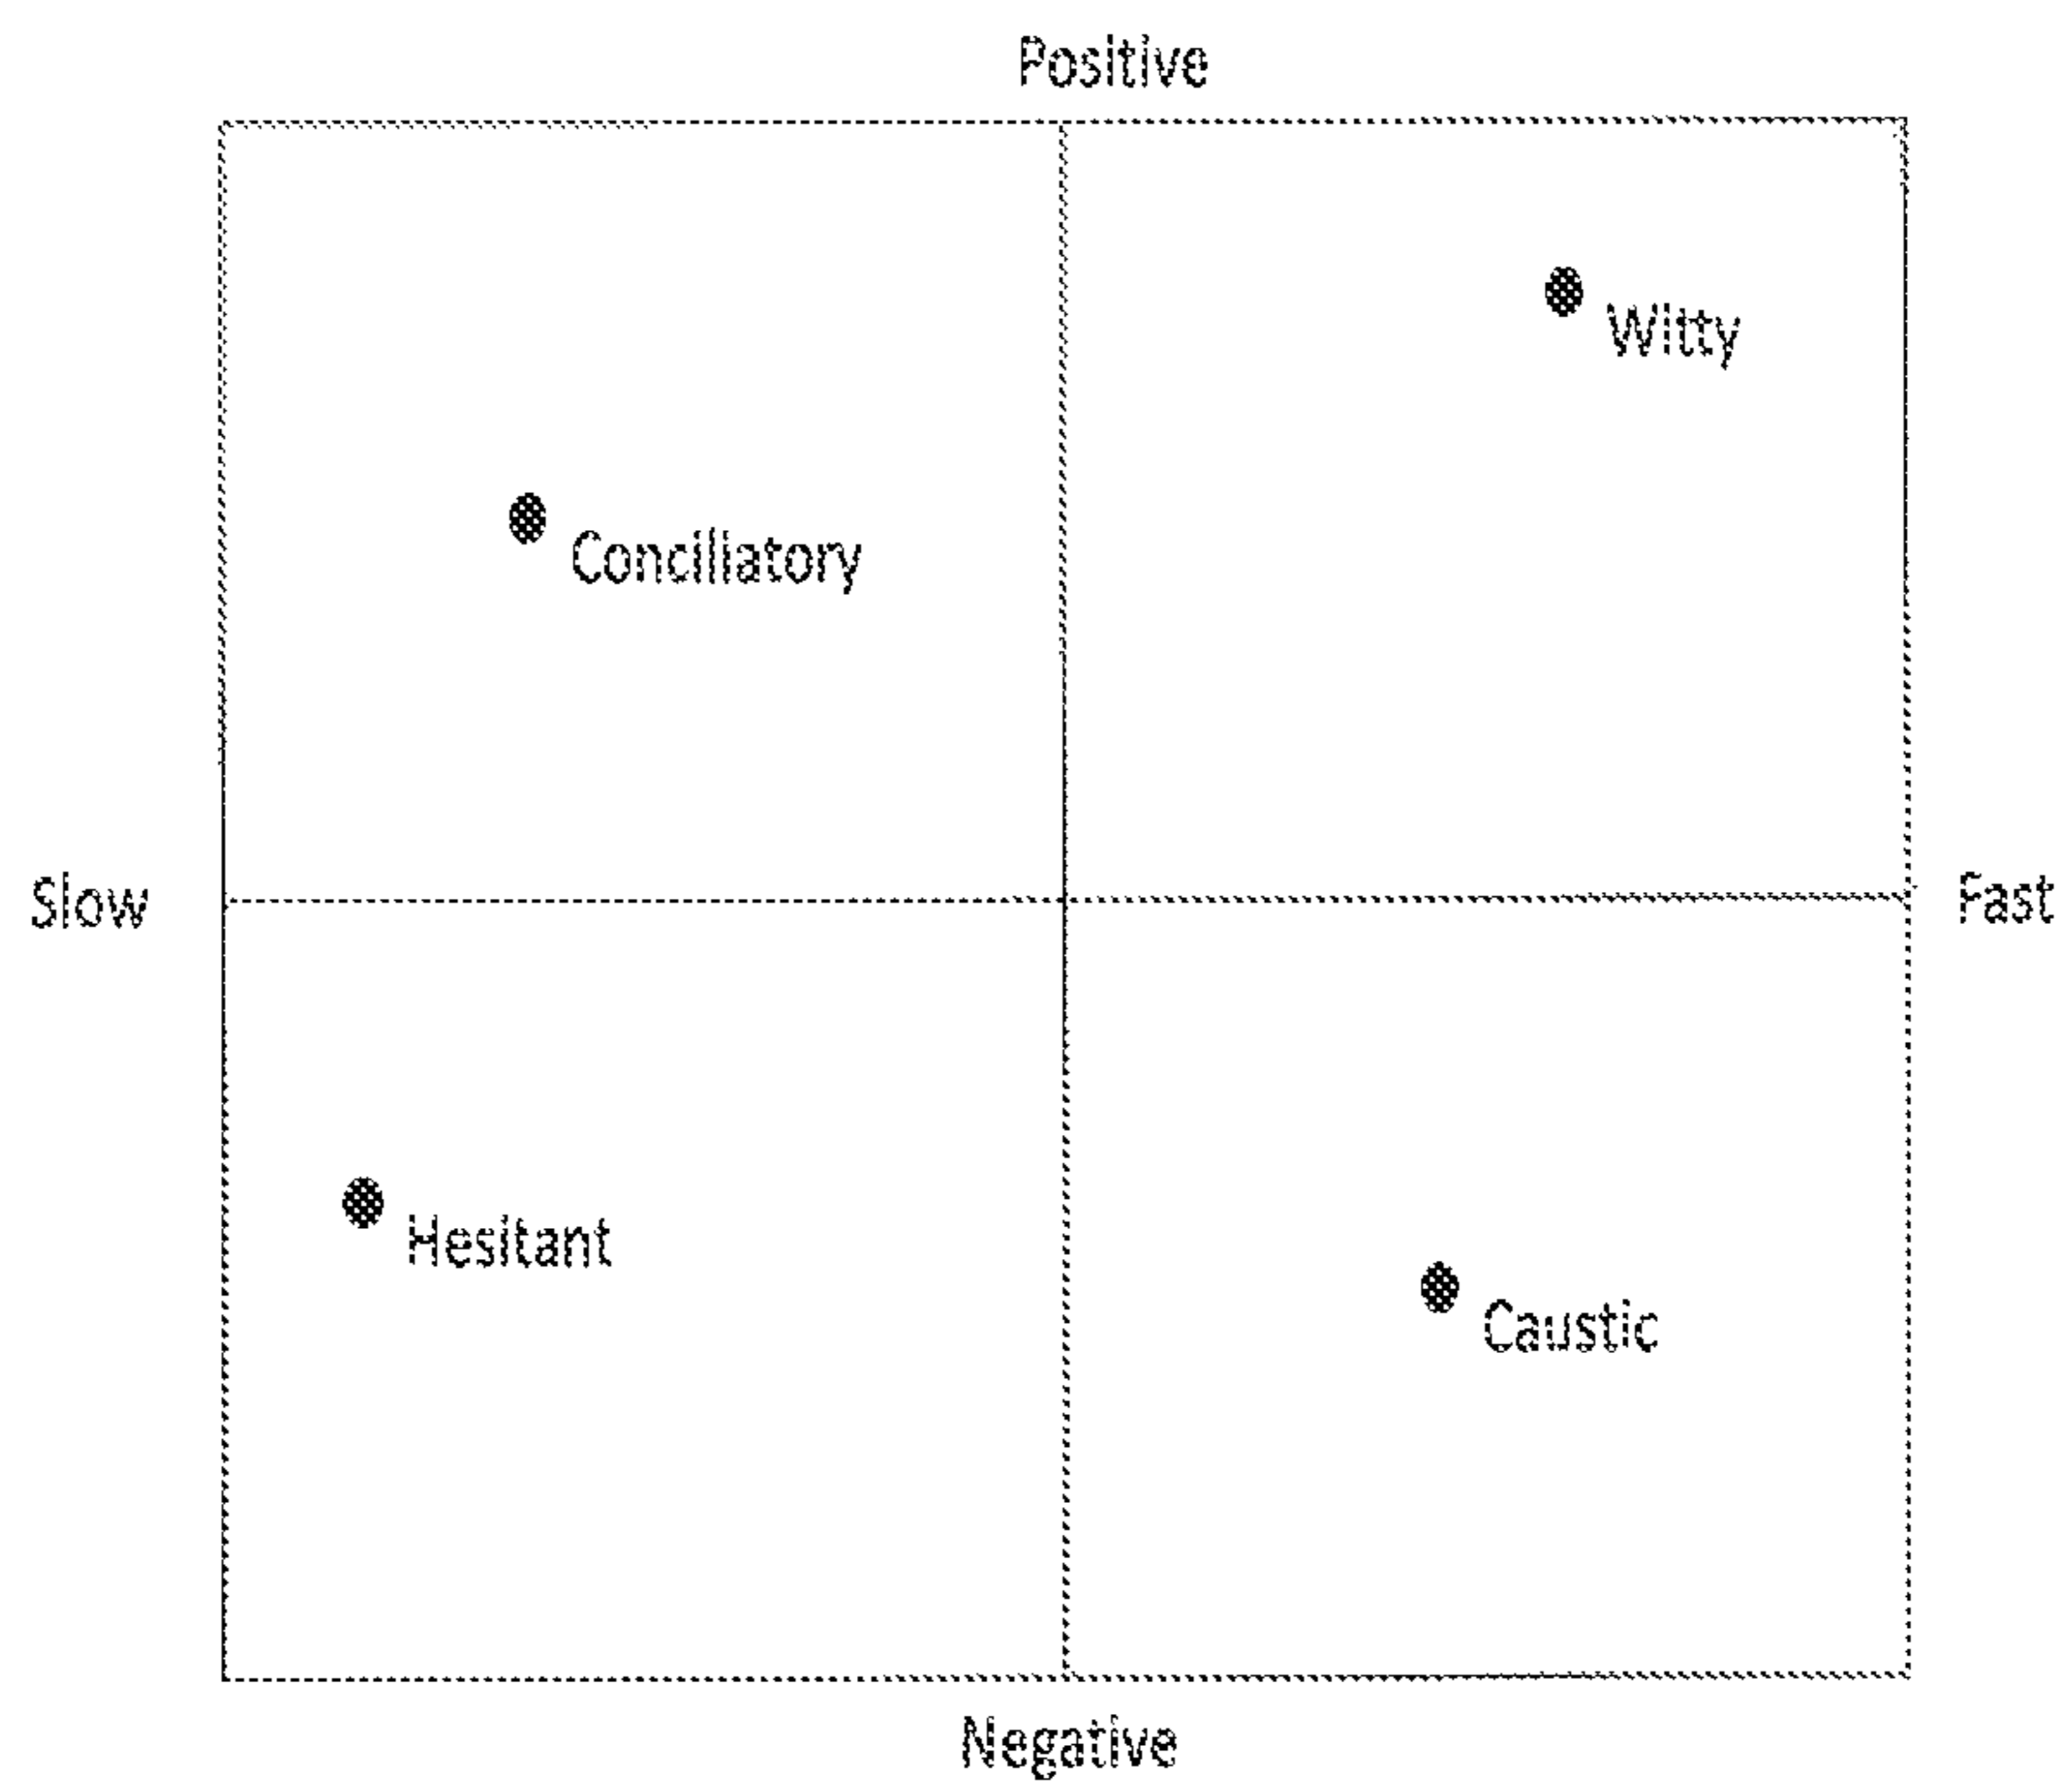 Positive
Witty
Conciliatory
Slow
Fast
Hesitant
Caustic
Negative